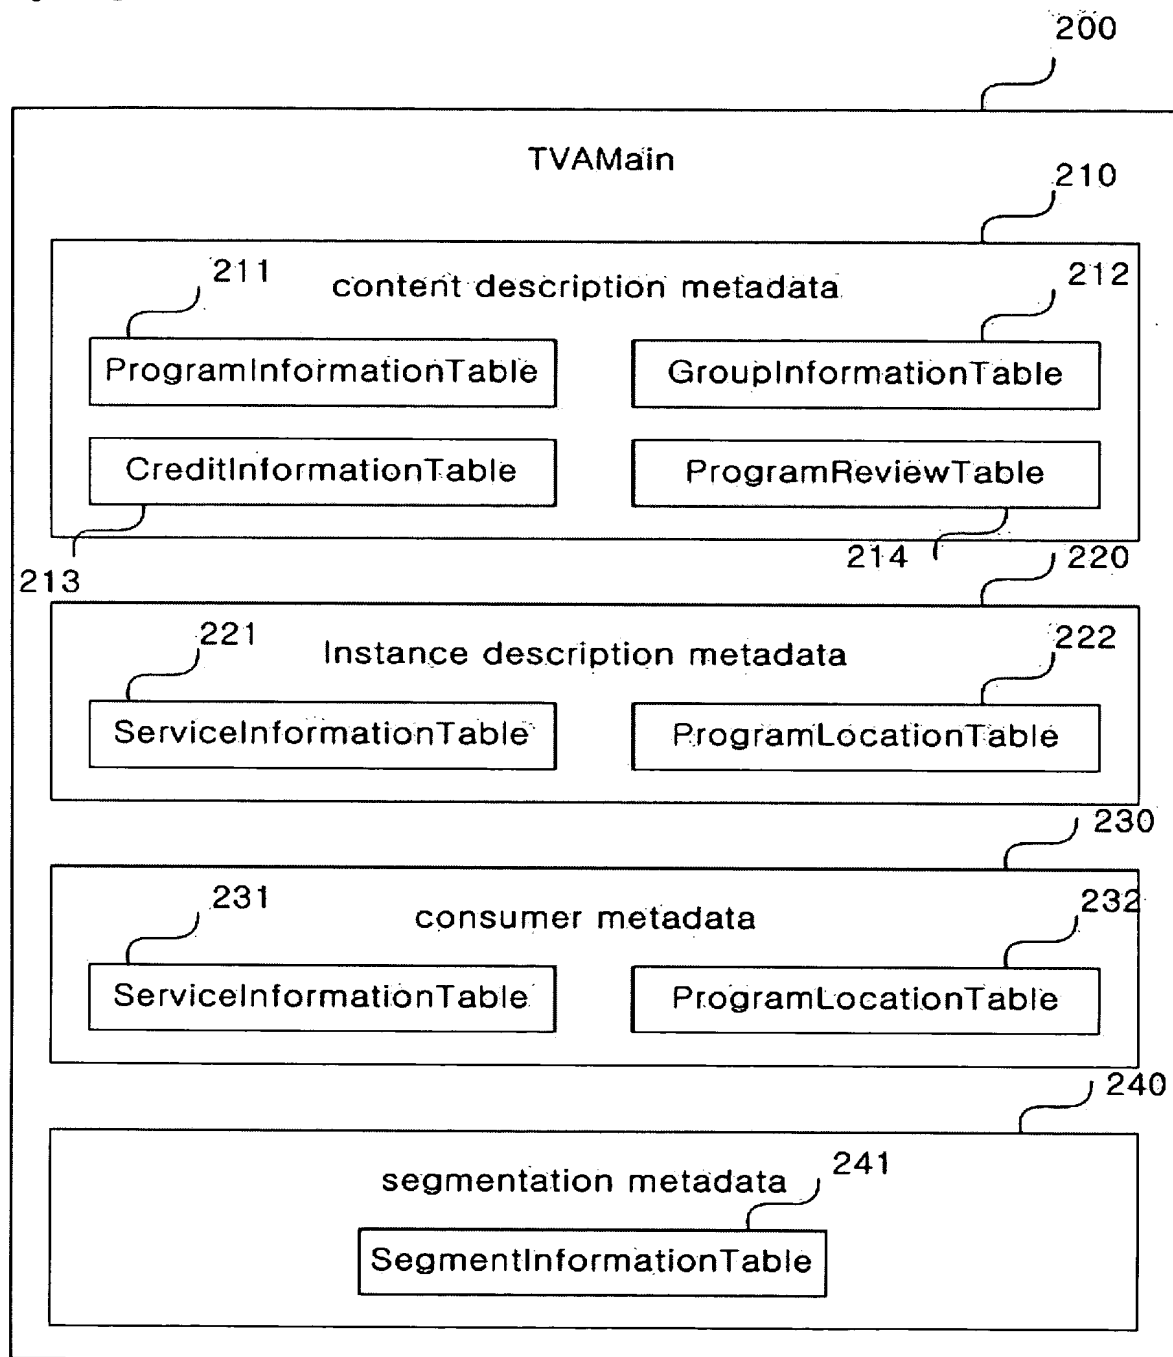 200
TVAMain
210
211
content description metadata
212
ProgramInformationTable
GroupInformationTable
CreditInformationTable
ProgramReviewTable
213
214
220
221
Instance description metadata
222
ServiceInformationTable
ProgramLocationTable
230
231
consumer metadata
232
ServiceInformationTable
ProgramLocationTable
240
segmentation metadata
241
SegmentInformationTable